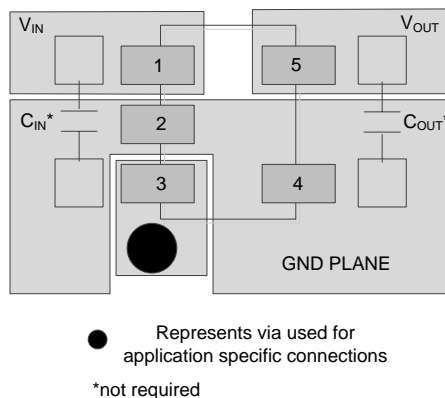 VIN
VOUT
1
5
CIN*
2
COUT*
3
4
GND PLANE
Represents via used for
application specific connections
*not required